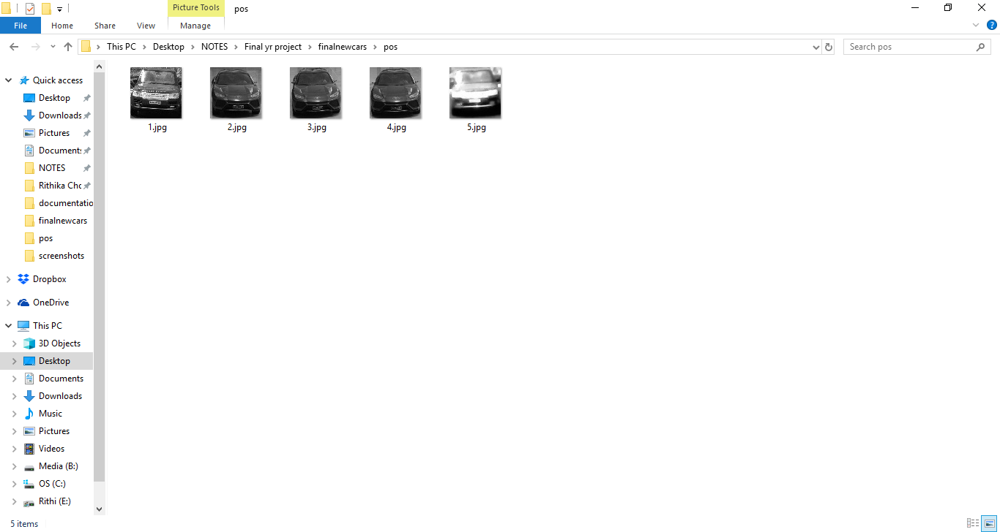 Picture Tools
pos
File
Home
Share
View
Manage
This PC
Desktop
NOTES
Final yr project
finalnewcars
pos
Search pos
Quick access
Desktop
Downloads
Pictures
Document
NOTES
Rithika Chc
documentatio
finalnewcars
pos
screenshots
Dropbox
OneDrive
This PC
3D Objects
Desktop
Documents
Downloads
Music
Pictures
Videos
Media (B:)
OS (C:)
Rithi (E:)
1.jpg
2.jpg
3.jpg
4.jpg
5.jpg
5 items